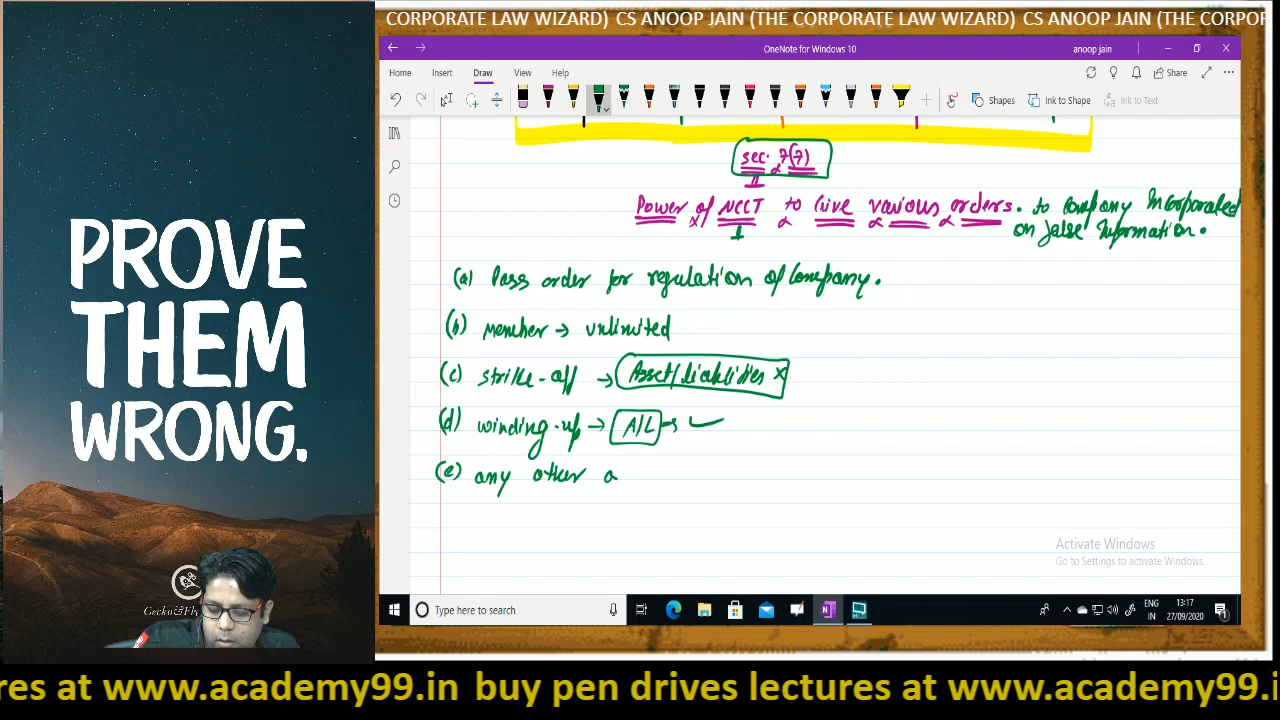 CORPORATE LAW WIZARD) CS ANOOP JAIN (THE CORPORATE LAW WIZARD) CS ANOOP JAIN (THE CORPOR
OneNote for Windows 10
anoop jain
Home Insert Draw View Help
Share
Shapes
Ink to Shape
Ink to Text
sec. 7(7)
Power of NCLT to Give various orders. to Company Incorporated
on false Information.
(a) Pass order for regulation of Company.
(b) member → unlimited
(c) strike-off → Asset/liabilities ×
(d) winding-up → A/L →
(e) any other a
PROVE
THEM
WRONG.
Gecko&Fly
Activate Windows
Go to Settings to activate Windows.
Type here to search
ENG
IN
13:17
27/09/2020
res at www.academy99.in buy pen drives lectures at www.academy99.i